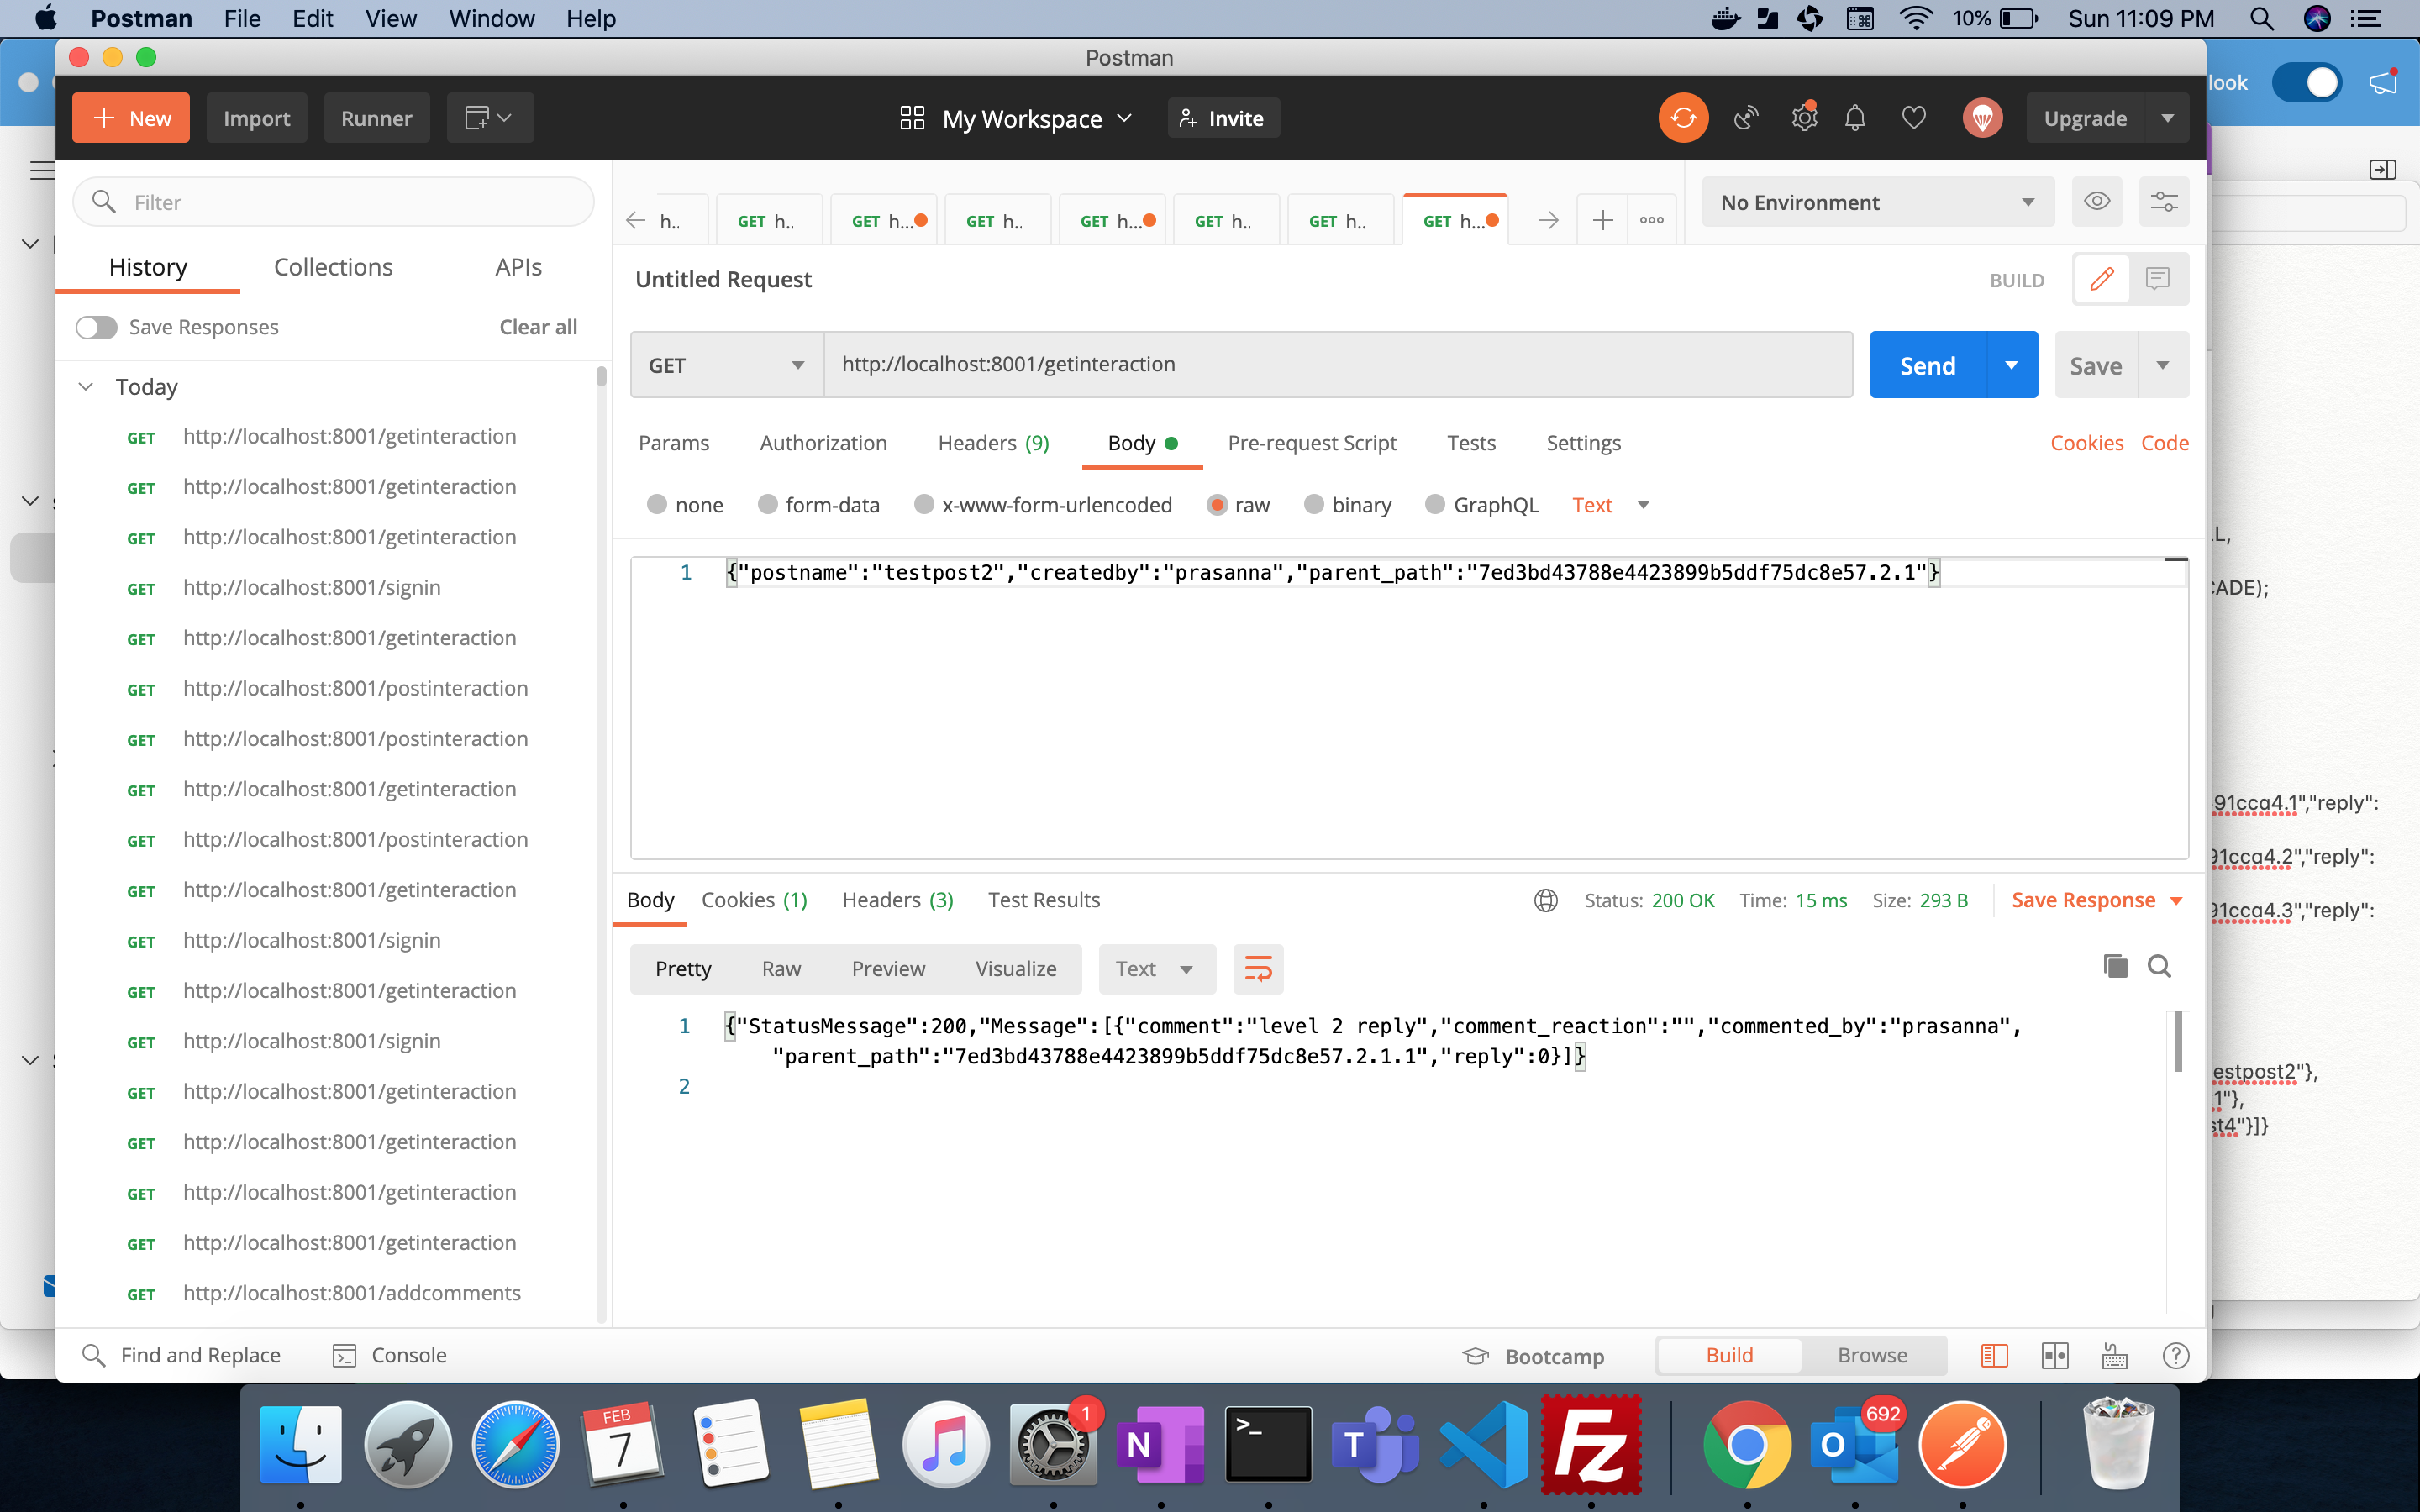 Postman File Edit View Window Help 10% Sun 11:09 PM
Postman
New Import Runner My Workspace Invite Upgrade
look
Filter
h.. GET h.. GET h... GET h.. GET h... GET h.. GET h.. GET h... No Environment
History Collections APIs
Untitled Request BUILD
Save Responses Clear all
GET http://localhost:8001/getinteraction Send Save
Today
GET http://localhost:8001/getinteraction
GET http://localhost:8001/getinteraction
GET http://localhost:8001/getinteraction
GET http://localhost:8001/signin
GET http://localhost:8001/getinteraction
GET http://localhost:8001/postinteraction
GET http://localhost:8001/postinteraction
GET http://localhost:8001/getinteraction
GET http://localhost:8001/postinteraction
GET http://localhost:8001/getinteraction
GET http://localhost:8001/signin
GET http://localhost:8001/getinteraction
GET http://localhost:8001/signin
GET http://localhost:8001/getinteraction
GET http://localhost:8001/getinteraction
GET http://localhost:8001/getinteraction
GET http://localhost:8001/getinteraction
GET http://localhost:8001/addcomments
Params Authorization Headers (9) Body Pre-request Script Tests Settings Cookies Code
none form-data x-www-form-urlencoded raw binary GraphQL Text
1 {"postname":"testpost2","createdby":"prasanna","parent_path":"7ed3bd43788e4423899b5ddf75dc8e57.2.1"}
Body Cookies (1) Headers (3) Test Results Status: 200 OK Time: 15 ms Size: 293 B Save Response
Pretty Raw Preview Visualize Text
1 {"StatusMessage":200,"Message":[{"comment":"level 2 reply","comment_reaction":"","commented_by":"prasanna",
"parent_path":"7ed3bd43788e4423899b5ddf75dc8e57.2.1.1","reply":0}]}
2
L,
CADE);
91cca4.1","reply":
91cca4.2","reply":
91cca4.3","reply":
estpost2"},
1"},
st4"}]}
Find and Replace Console Bootcamp Build Browse
FEB
7
1
N
>_
T
Fz
O
692